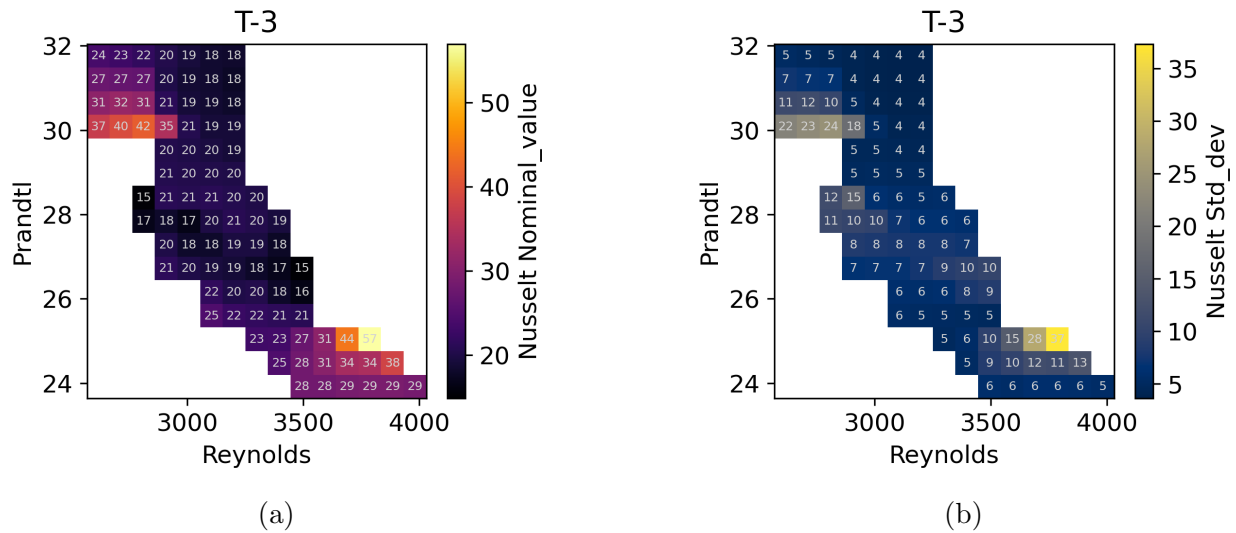 T-3
32
30
28
26
24
Prandtl
24 23 22 20 19 18 18
27 27 27 20 19 18 18
31 32 31 21 20 19 18
37 40 42 35 21 19 19
20 20 19 19
21 20 20 20
15 21 21 21 20 20
17 18 17 20 21 20 19
20 18 18 19 19 18
21 20 19 19 18 17 15
22 20 20 18 16
25 22 22 21 21
23 23 27 31 44 57
25 28 31 34 34 38
28 28 29 29 29 29
3000 3500 4000
Reynolds
50
40
30
20
Nusselt Nominal_value
(a)
T-3
32
30
28
26
24
Prandtl
5 5 5 4 4 4 4
7 7 7 4 4 4 4
11 12 10 5 4 4 4
22 23 24 18 5 4 4
5 5 4 4
5 5 5 5
12 15 6 6 5 6
11 10 10 7 6 6 6
8 8 8 8 8 7
7 7 7 7 9 10 10
6 6 6 8 9
6 5 5 5 5
5 6 10 15 28 37
5 9 10 12 11 13
6 6 6 6 6 5
3000 3500 4000
Reynolds
35
30
25
20
15
10
5
Nusselt Std_dev
(b)